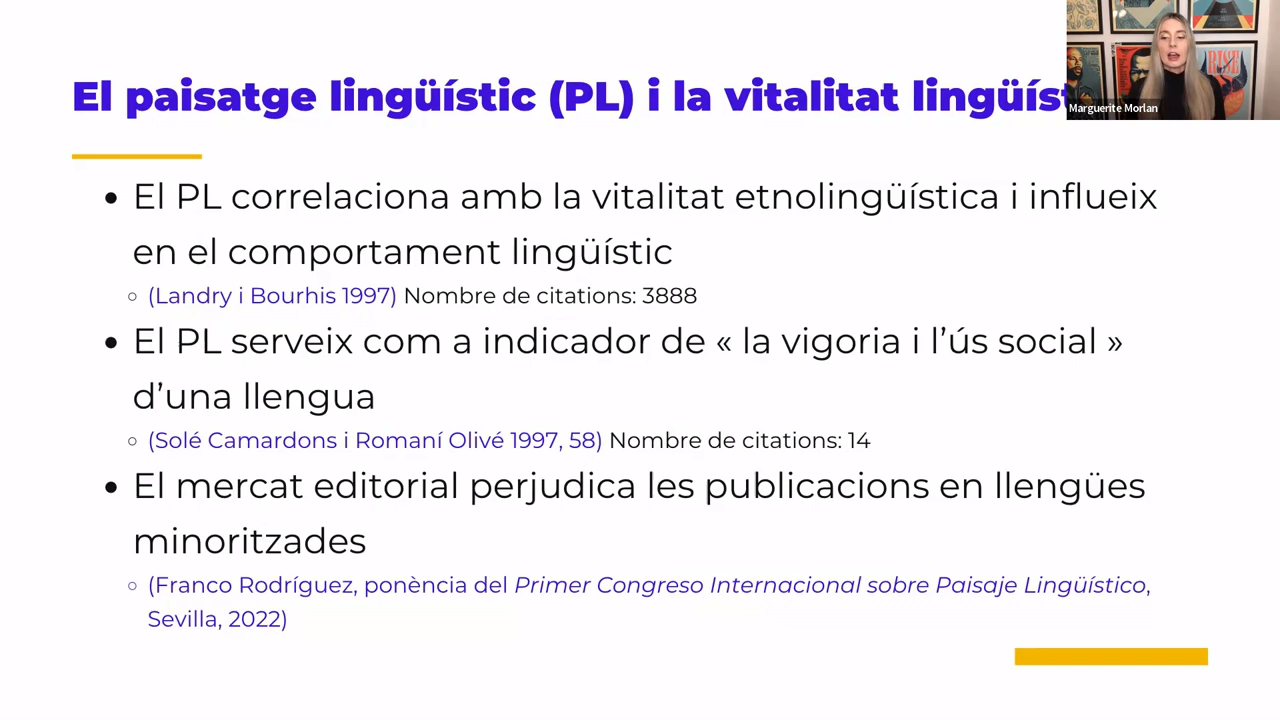 El paisatge lingüístic (PL) i la vitalitat
Marguerite Morlan
RISE
• El PL correlaciona amb la vitalitat etnolingüística i influeix
en el comportament lingüístic
○ (Landry i Bourhis 1997) Nombre de citations: 3888
• El PL serveix com a indicador de « la vigoria i l’ús social »
d’una llengua
○ (Solé Camardons i Romaní Olivé 1997, 58) Nombre de citations: 14
• El mercat editorial perjudica les publicacions en llengües
minoritzades
○ (Franco Rodríguez, ponència del Primer Congreso Internacional sobre Paisaje Lingüístico,
Sevilla, 2022)